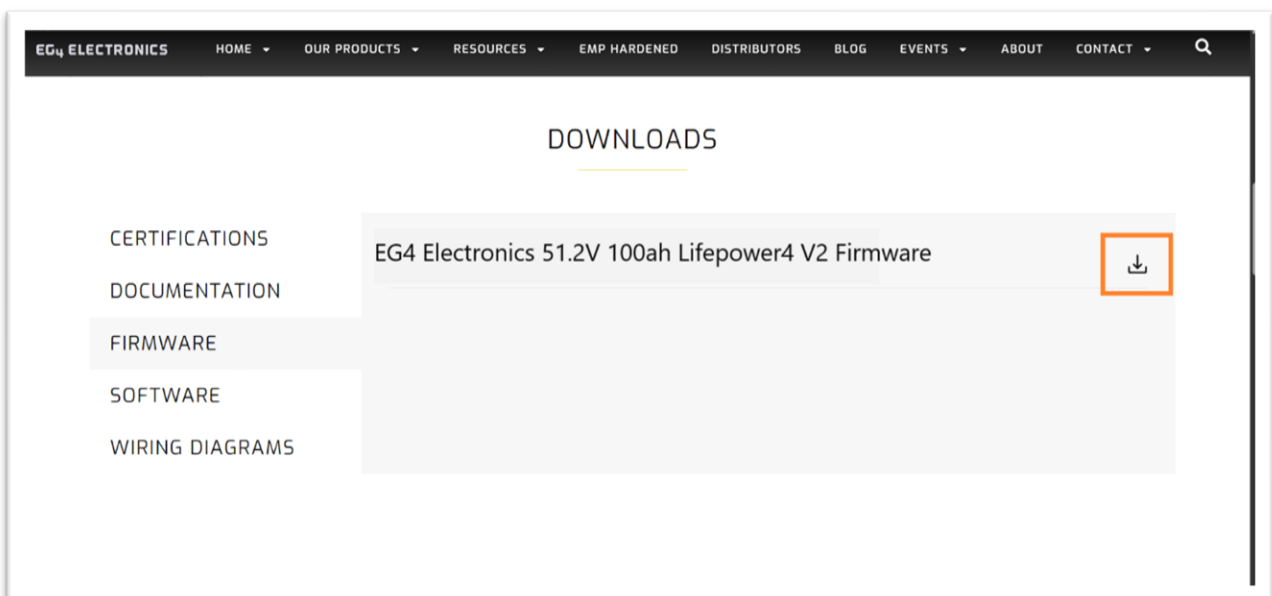 EG4 ELECTRONICS HOME OUR PRODUCTS RESOURCES EMP HARDENED DISTRIBUTORS BLOG EVENTS ABOUT CONTACT
DOWNLOADS
CERTIFICATIONS
DOCUMENTATION
FIRMWARE
SOFTWARE
WIRING DIAGRAMS
EG4 Electronics 51.2V 100ah Lifepower4 V2 Firmware